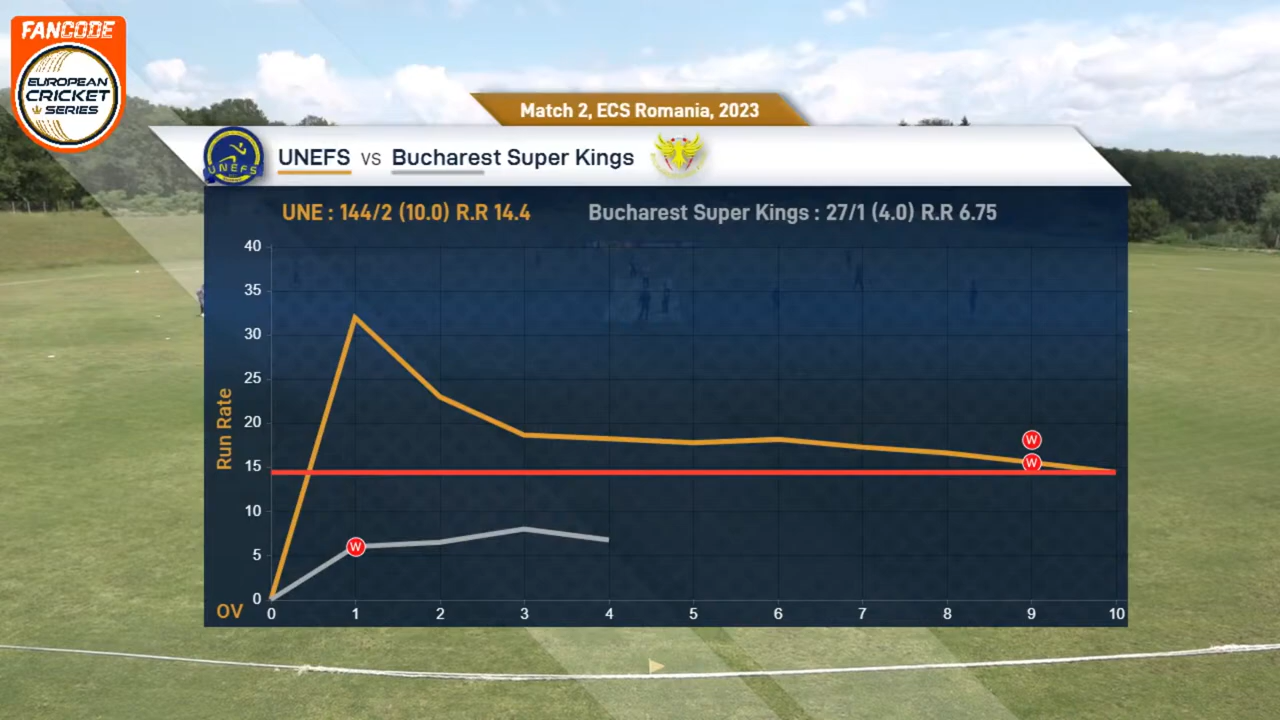 FANCODE
EUROPEAN
CRICKET
SERIES
Match 2, ECS Romania, 2023
UNEFS
UNEFS vs Bucharest Super Kings
UNE : 144/2 (10.0) R.R 14.4
Bucharest Super Kings : 27/1 (4.0) R.R 6.75
40
35
30
25
20
15
10
5
0
Run Rate
W
W
W
OV
0 1 2 3 4 5 6 7 8 9 10